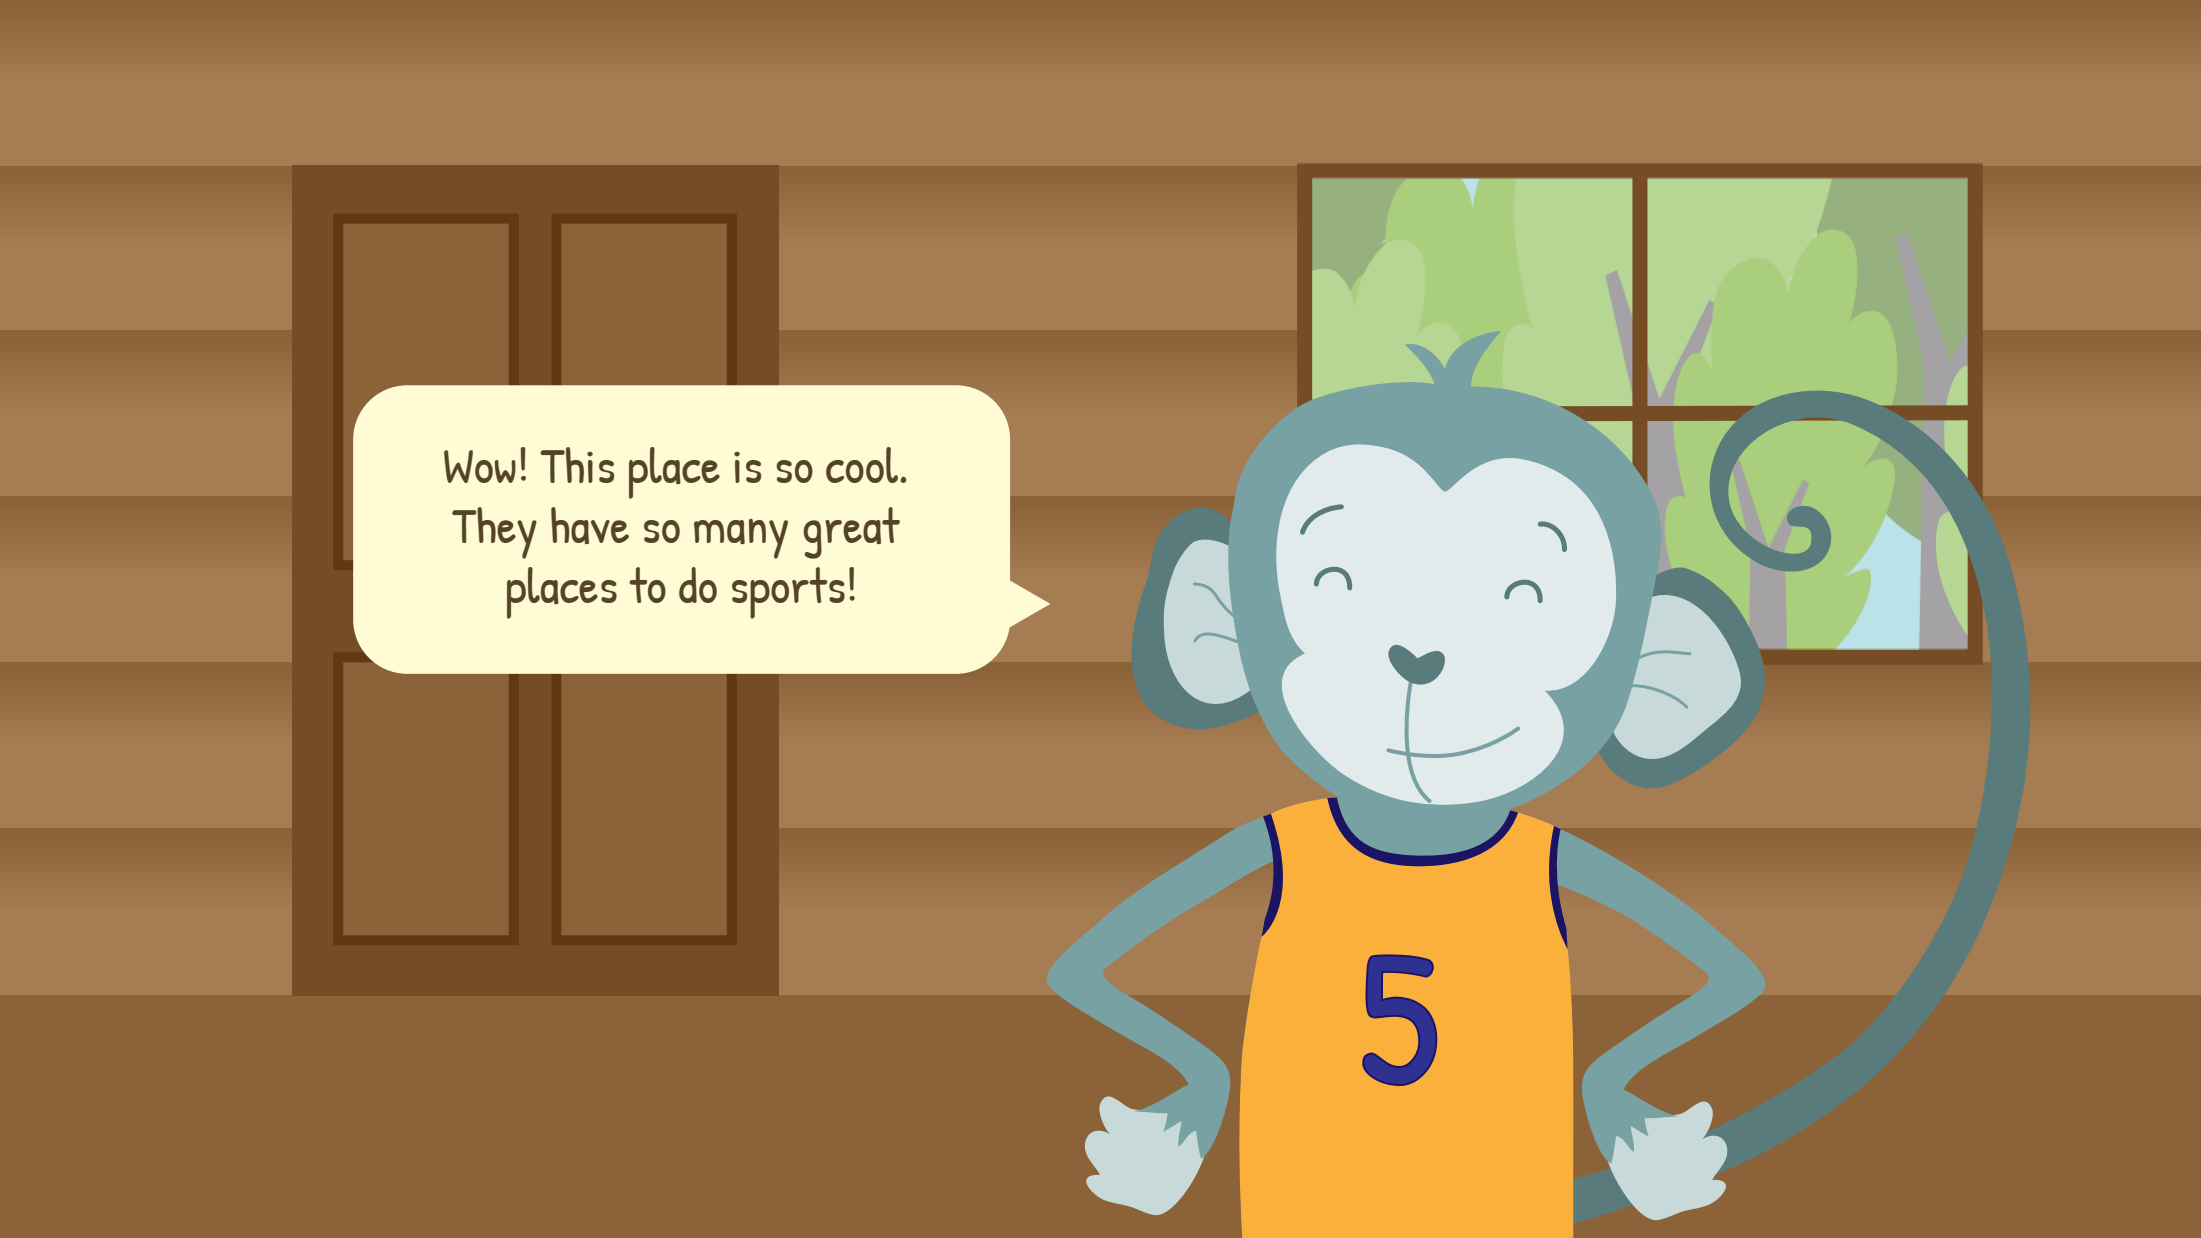 Wow! This place is so cool.
They have so many great
places to do sports!
5